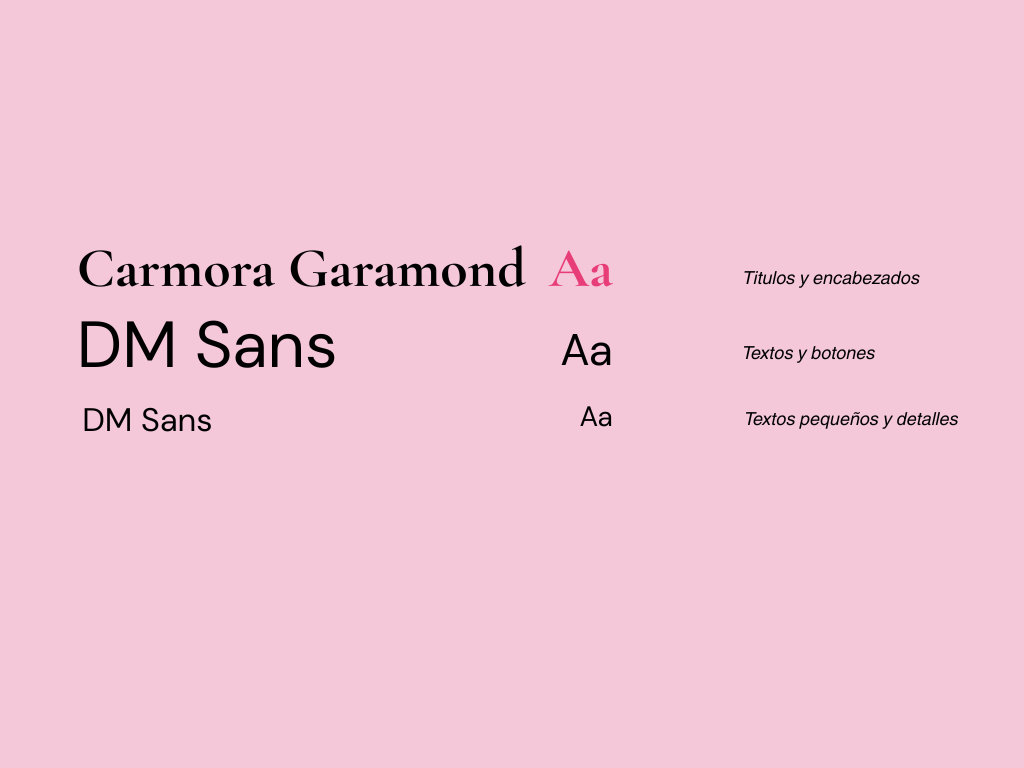 Carmora Garamond Aa Titulos y encabezados
DM Sans Aa Textos y botones
DM Sans Aa Textos pequeños y detalles